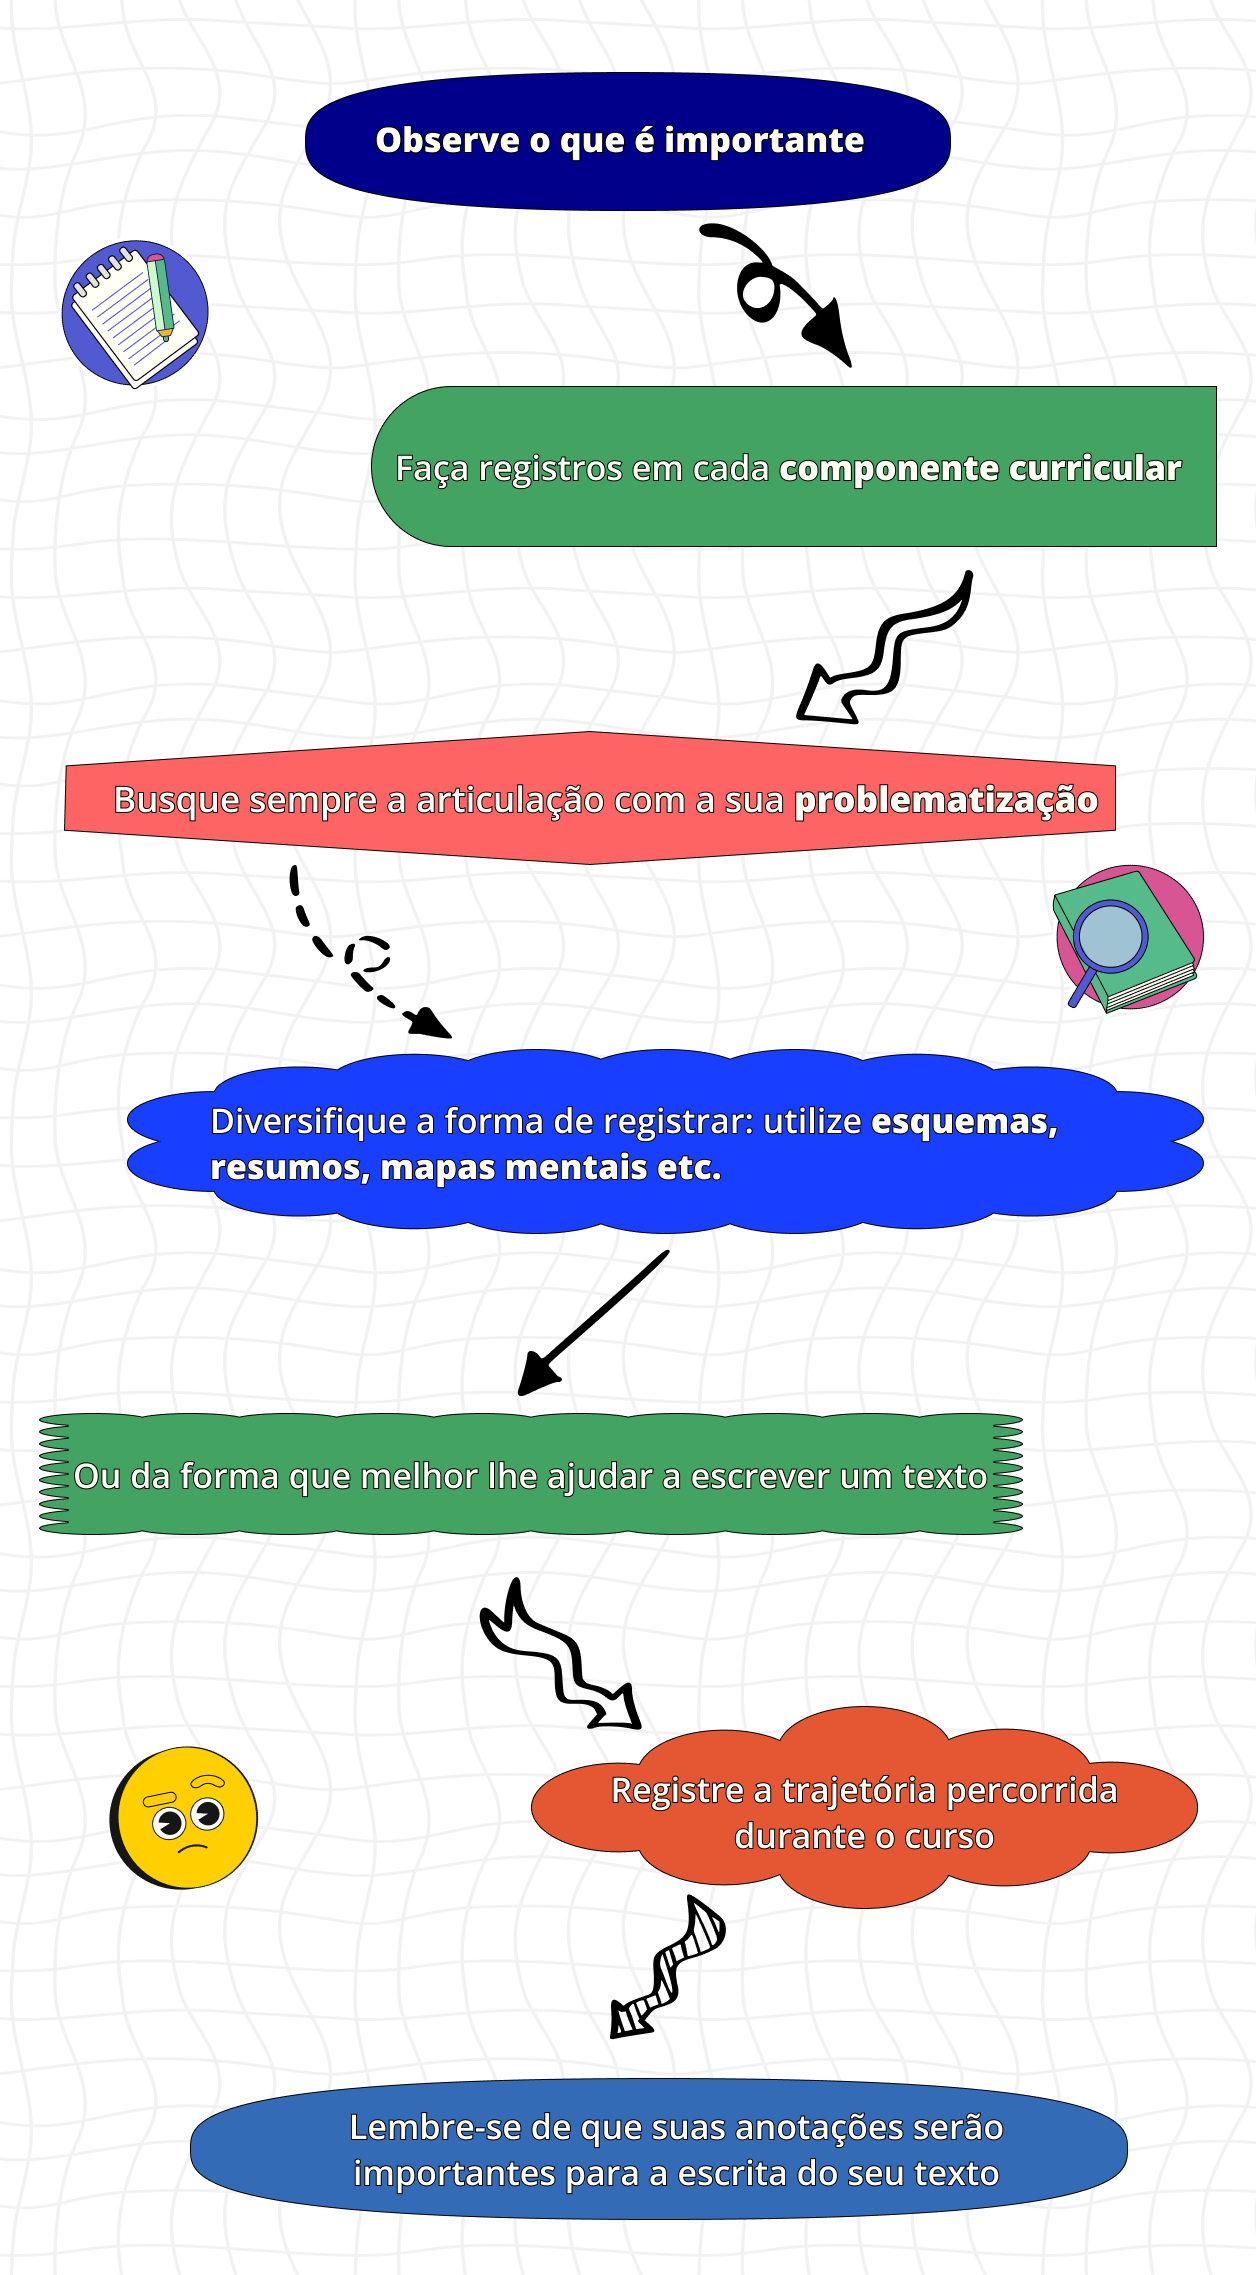 Observe o que é importante
Faça registros em cada componente curricular
Busque sempre a articulação com a sua problematização
Diversifique a forma de registrar: utilize esquemas,
resumos, mapas mentais etc.
Ou da forma que melhor lhe ajudar a escrever um texto
Registre a trajetória percorrida
durante o curso
Lembre-se de que suas anotações serão
importantes para a escrita do seu texto